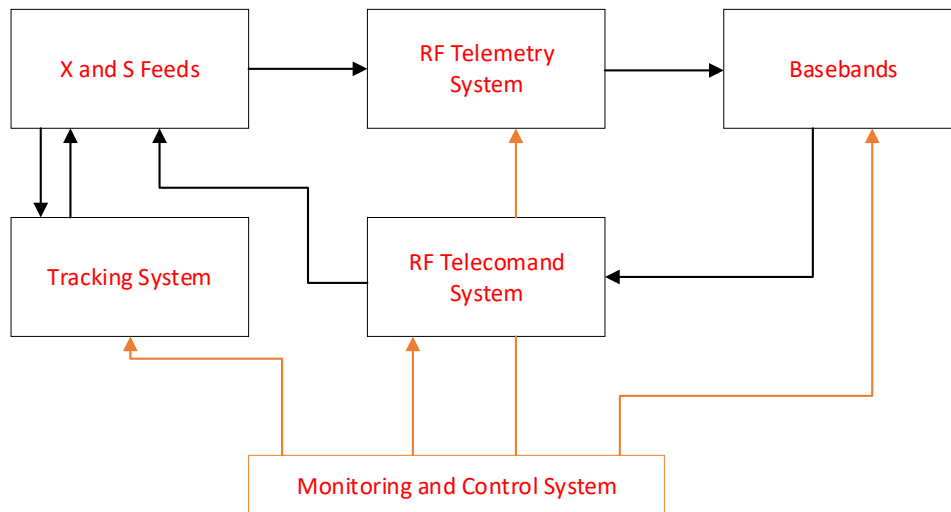 X and S Feeds
RF Telemetry
System
Basebands
Tracking System
RF Telecomand
System
Monitoring and Control System